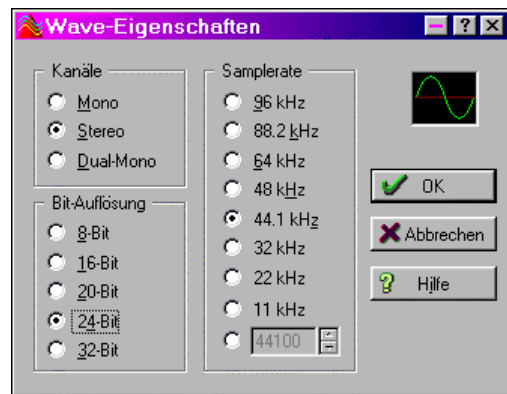 Wave-Eigenschaften
Kanäle
Mono
Stereo
Dual-Mono
Bit-Auflösung
8-Bit
16-Bit
20-Bit
24-Bit
32-Bit
Samplerate
96 kHz
88.2 kHz
64 kHz
48 kHz
44.1 kHz
32 kHz
22 kHz
11 kHz
44100
OK
Abbrechen
Hilfe